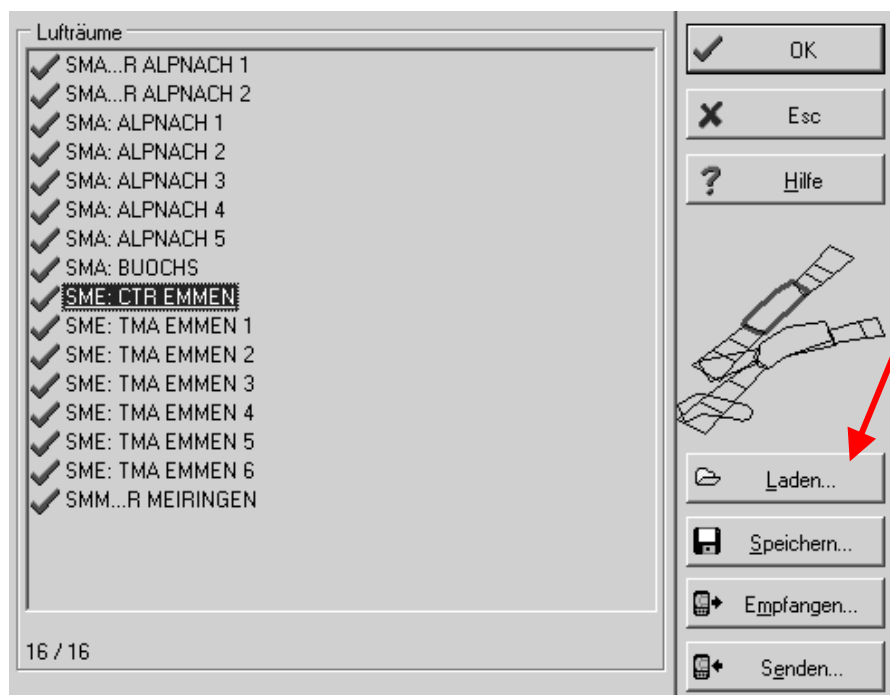 Lufträume
SMA...R ALPNACH 1
SMA...R ALPNACH 2
SMA: ALPNACH 1
SMA: ALPNACH 2
SMA: ALPNACH 3
SMA: ALPNACH 4
SMA: ALPNACH 5
SMA: BUOCHS
SME: CTR EMMEN
SME: TMA EMMEN 1
SME: TMA EMMEN 2
SME: TMA EMMEN 3
SME: TMA EMMEN 4
SME: TMA EMMEN 5
SME: TMA EMMEN 6
SMM...R MEIRINGEN
16 / 16
OK
Esc
Hilfe
Laden...
Speichern...
Empfangen...
Senden...